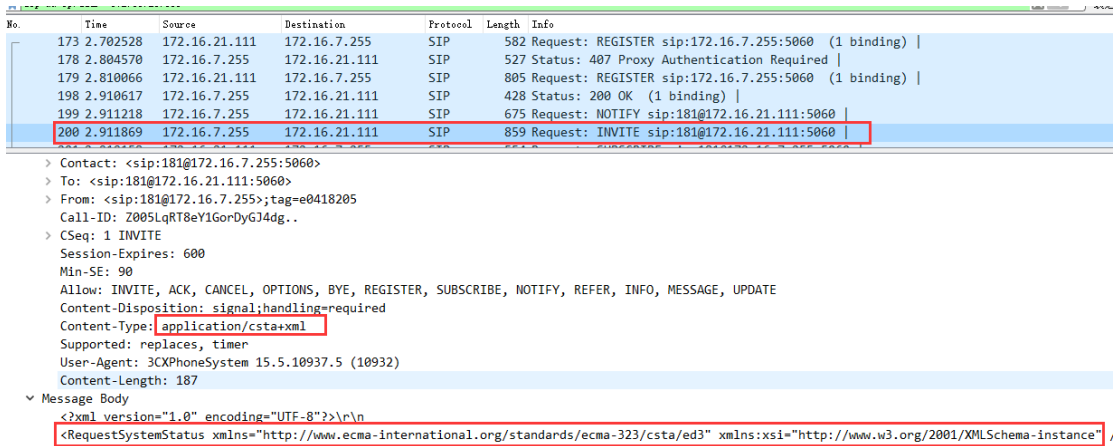 No. Time Source Destination Protocol Length Info
173 2.702528 172.16.21.111 172.16.7.255 SIP 582 Request: REGISTER sip:172.16.7.255:5060 (1 binding) |
178 2.804570 172.16.7.255 172.16.21.111 SIP 527 Status: 407 Proxy Authentication Required |
179 2.810066 172.16.21.111 172.16.7.255 SIP 805 Request: REGISTER sip:172.16.7.255:5060 (1 binding) |
198 2.910617 172.16.7.255 172.16.21.111 SIP 428 Status: 200 OK (1 binding) |
199 2.911218 172.16.7.255 172.16.21.111 SIP 675 Request: NOTIFY sip:181@172.16.21.111:5060 |
200 2.911869 172.16.7.255 172.16.21.111 SIP 859 Request: INVITE sip:181@172.16.21.111:5060 |
> Contact: <sip:181@172.16.7.255:5060>
> To: <sip:181@172.16.21.111:5060>
> From: <sip:181@172.16.7.255>;tag=e0418205
Call-ID: Z005LqRT8eY1GorDyGJ4dg..
> CSeq: 1 INVITE
Session-Expires: 600
Min-SE: 90
Allow: INVITE, ACK, CANCEL, OPTIONS, BYE, REGISTER, SUBSCRIBE, NOTIFY, REFER, INFO, MESSAGE, UPDATE
Content-Disposition: signal;handling=required
Content-Type: application/csta+xml
Supported: replaces, timer
User-Agent: 3CXPhoneSystem 15.5.10937.5 (10932)
Content-Length: 187
Message Body
<?xml version="1.0" encoding="UTF-8"?>\r\n
<RequestSystemStatus xmlns="http://www.ecma-international.org/standards/ecma-323/csta/ed3" xmlns:xsi="http://www.w3.org/2001/XMLSchema-instance" /